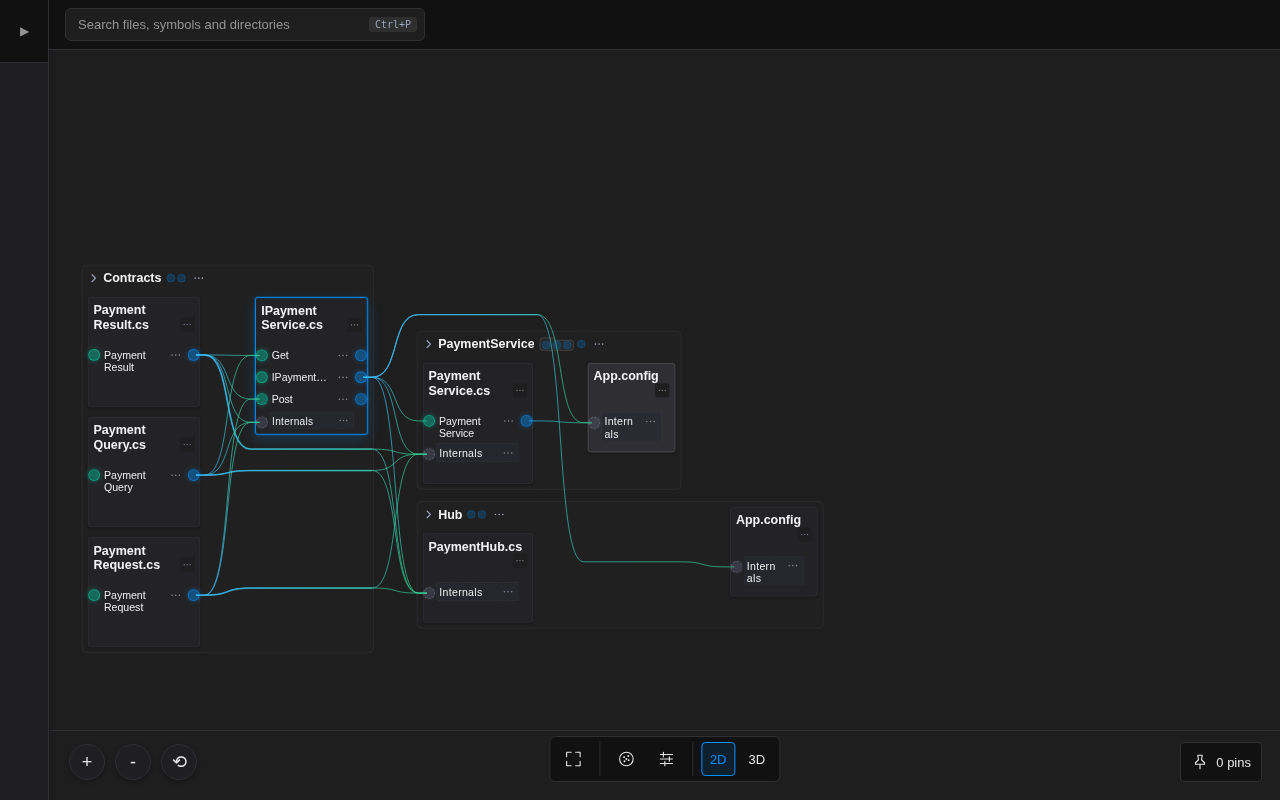 Search files, symbols and directories
Ctrl+P
Contracts
Payment
Result.cs
Payment
Result
IPayment
Service.cs
Get
IPayment...
Post
Internals
Payment
Query.cs
Payment
Query
Payment
Request.cs
Payment
Request
PaymentService
Payment
Service.cs
Payment
Service
Internals
App.config
Intern
als
Hub
PaymentHub.cs
Internals
App.config
Intern
als
+
-
2D
3D
0 pins